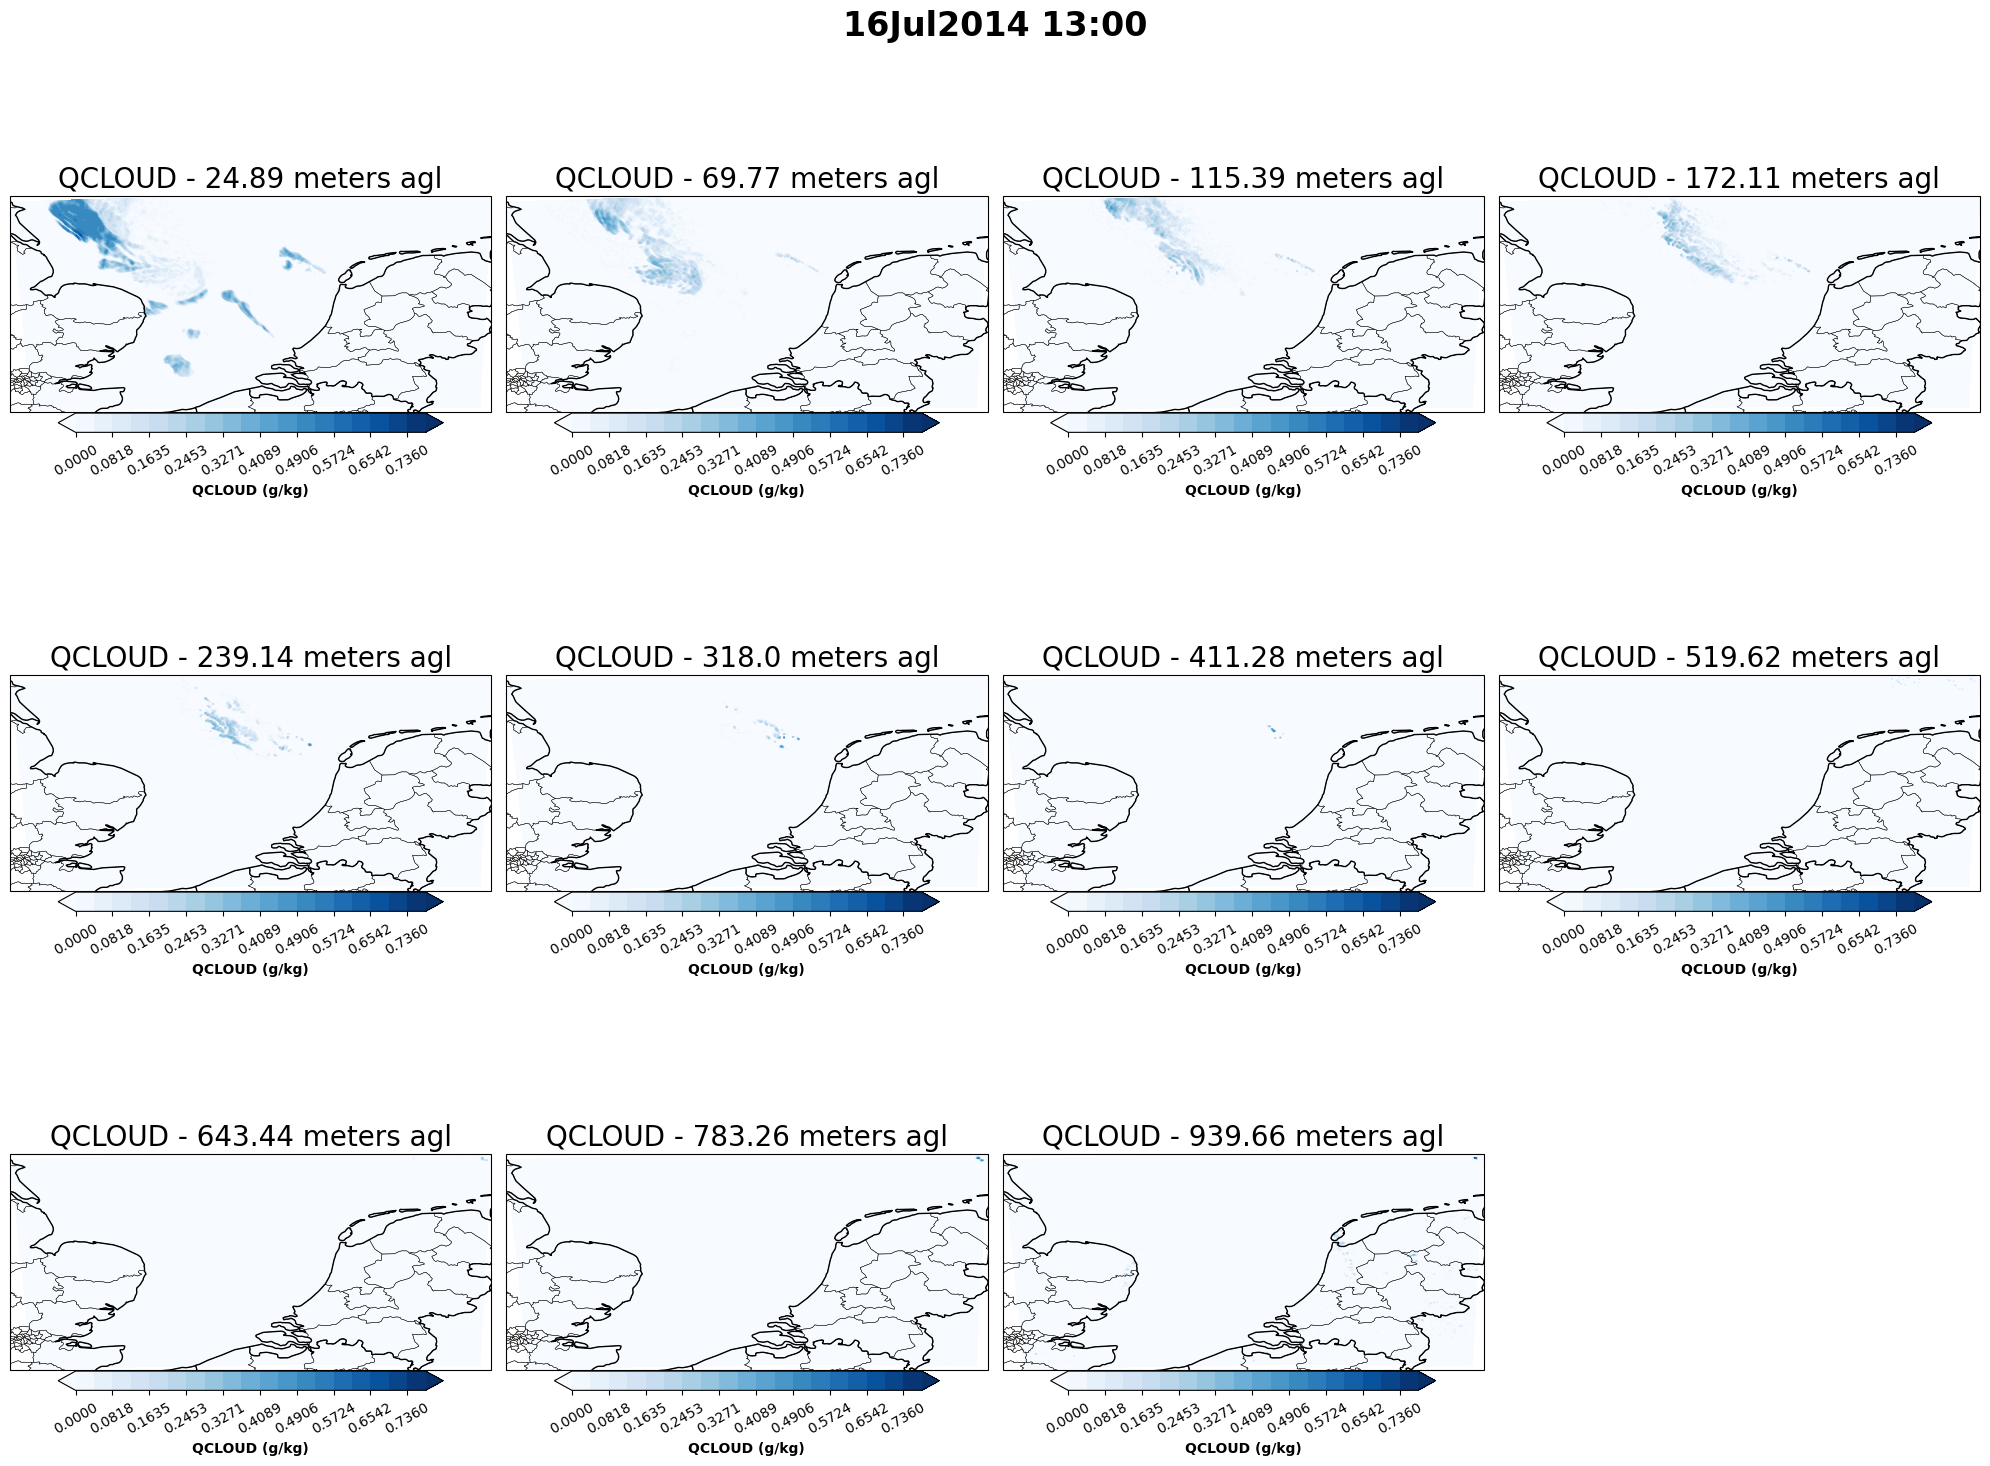 16Jul2014 13:00
QCLOUD - 24.89 meters agl
QCLOUD - 69.77 meters agl
QCLOUD - 115.39 meters agl
QCLOUD - 172.11 meters agl
0.0000 0.0818 0.1635 0.2453 0.3271 0.4089 0.4906 0.5724 0.6542 0.7360
0.0000 0.0818 0.1635 0.2453 0.3271 0.4089 0.4906 0.5724 0.6542 0.7360
0.0000 0.0818 0.1635 0.2453 0.3271 0.4089 0.4906 0.5724 0.6542 0.7360
0.0000 0.0818 0.1635 0.2453 0.3271 0.4089 0.4906 0.5724 0.6542 0.7360
QCLOUD (g/kg)
QCLOUD (g/kg)
QCLOUD (g/kg)
QCLOUD (g/kg)
QCLOUD - 239.14 meters agl
QCLOUD - 318.0 meters agl
QCLOUD - 411.28 meters agl
QCLOUD - 519.62 meters agl
0.0000 0.0818 0.1635 0.2453 0.3271 0.4089 0.4906 0.5724 0.6542 0.7360
0.0000 0.0818 0.1635 0.2453 0.3271 0.4089 0.4906 0.5724 0.6542 0.7360
0.0000 0.0818 0.1635 0.2453 0.3271 0.4089 0.4906 0.5724 0.6542 0.7360
0.0000 0.0818 0.1635 0.2453 0.3271 0.4089 0.4906 0.5724 0.6542 0.7360
QCLOUD (g/kg)
QCLOUD (g/kg)
QCLOUD (g/kg)
QCLOUD (g/kg)
QCLOUD - 643.44 meters agl
QCLOUD - 783.26 meters agl
QCLOUD - 939.66 meters agl
0.0000 0.0818 0.1635 0.2453 0.3271 0.4089 0.4906 0.5724 0.6542 0.7360
0.0000 0.0818 0.1635 0.2453 0.3271 0.4089 0.4906 0.5724 0.6542 0.7360
0.0000 0.0818 0.1635 0.2453 0.3271 0.4089 0.4906 0.5724 0.6542 0.7360
QCLOUD (g/kg)
QCLOUD (g/kg)
QCLOUD (g/kg)